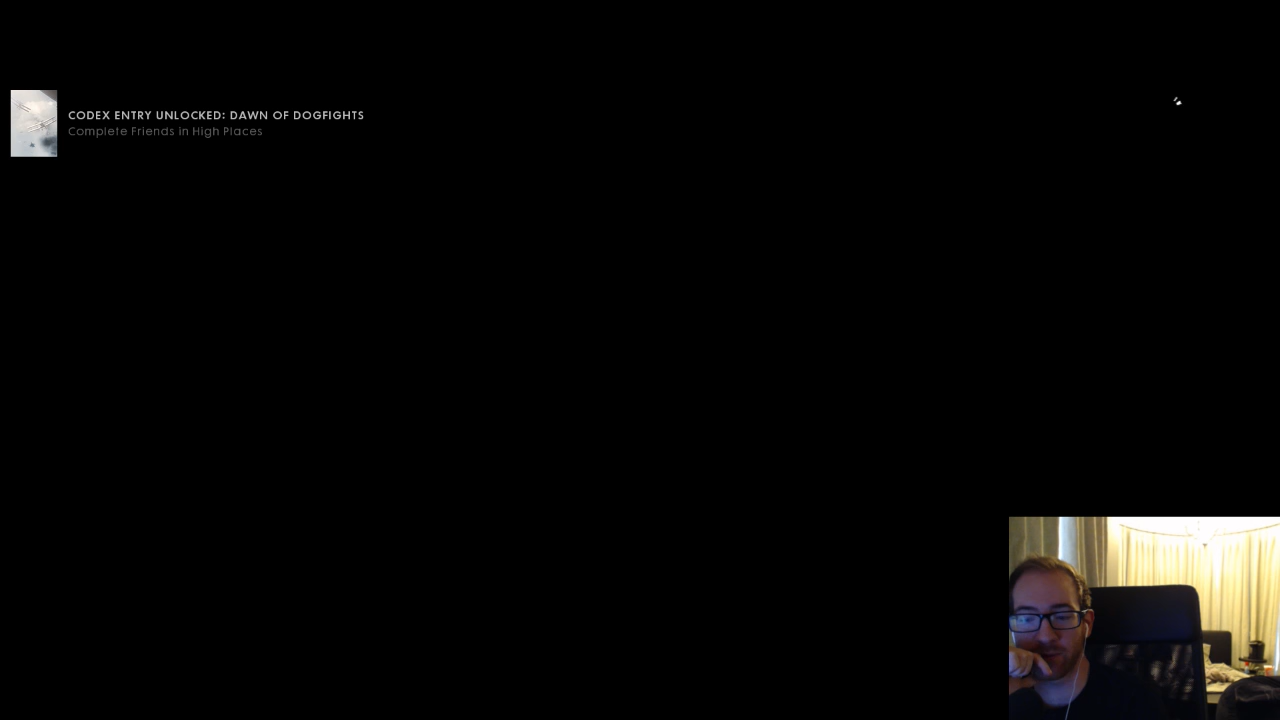 CODEX ENTRY UNLOCKED: DAWN OF DOGFIGHTS
Complete Friends in High Places